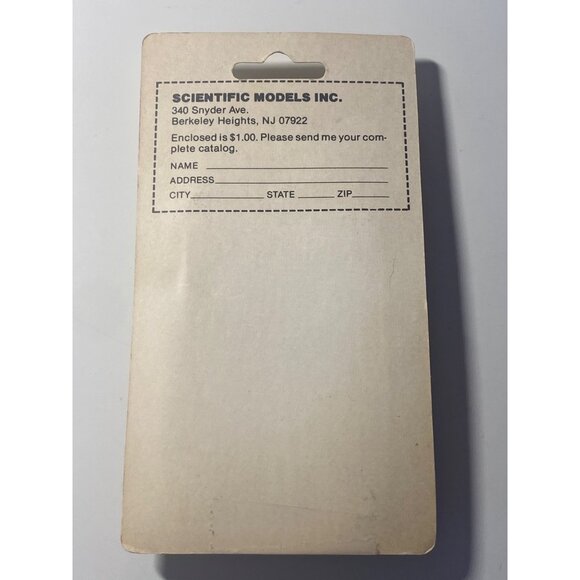 SCIENTIFIC MODELS INC.
340 Snyder Ave.
Berkeley Heights, NJ 07922
Enclosed is $1.00. Please send me your com-
plete catalog.
NAME
ADDRESS
CITY STATE ZIP